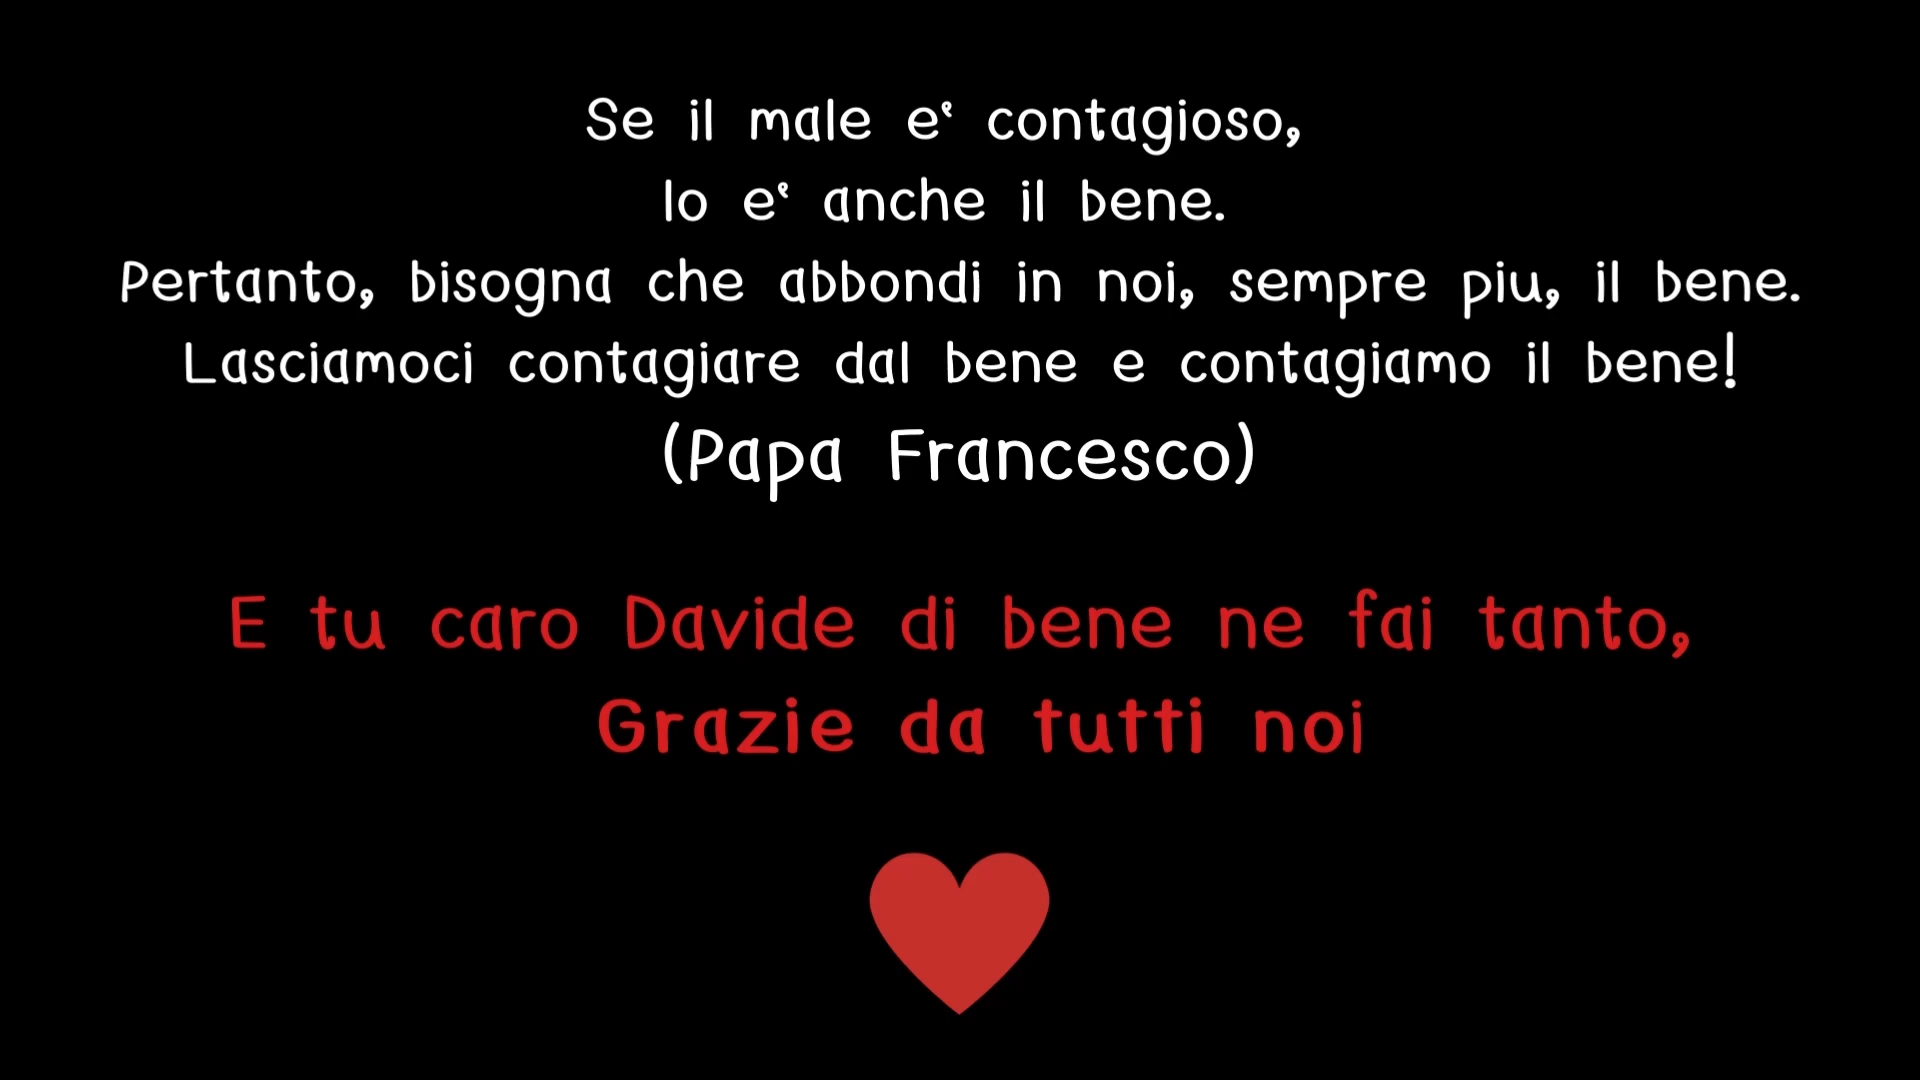 Se il male e' contagioso,
lo e' anche il bene.
Pertanto, bisogna che abbondi in noi, sempre piu, il bene.
Lasciamoci contagiare dal bene e contagiamo il bene!
(Papa Francesco)
E tu caro Davide di bene ne fai tanto,
Grazie da tutti noi